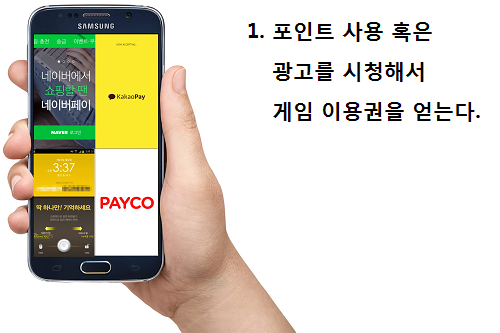 1. 포인트 사용 혹은
광고를 시청해서
게임 이용권을 얻는다.
SAMSUNG
네이버에서
쇼핑할 땐
네이버페이
NAVER 로그인
KakaoPay
3:37
딱 하나만! 기억하세요
PAYCO